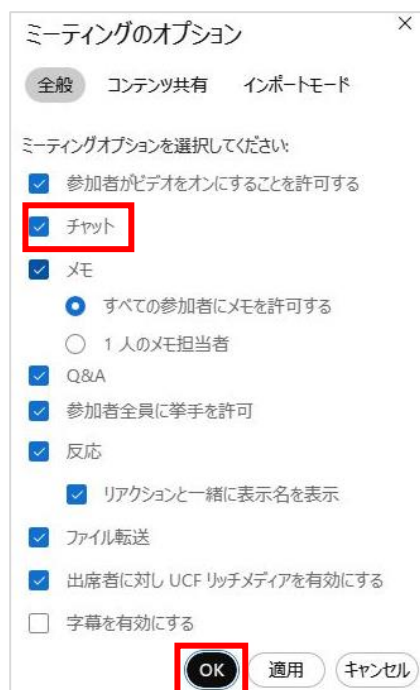 ミーティングのオプション
全般 コンテンツ共有 インポートモード
ミーティングオプションを選択してください:
参加者がビデオをオンにすることを許可する
チャット
メモ
すべての参加者にメモを許可する
1 人のメモ担当者
Q&A
参加者全員に挙手を許可
反応
リアクションと一緒に表示名を表示
ファイル転送
出席者に対し UCF リッチメディアを有効にする
字幕を有効にする
OK 適用 キャンセル